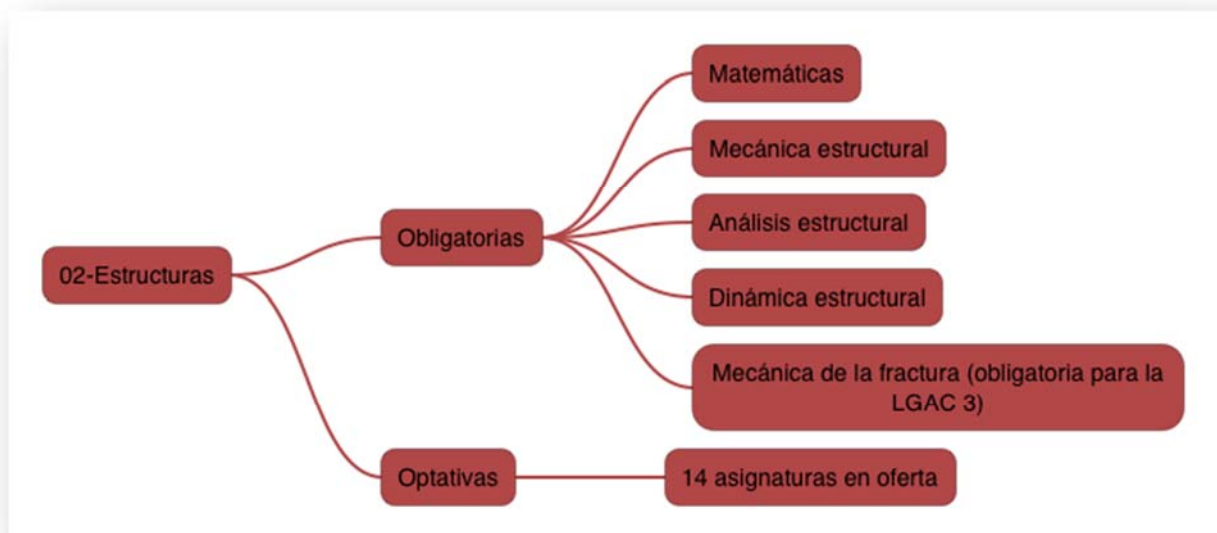 02-Estructuras
Obligatorias
Matemáticas
Mecánica estructural
Análisis estructural
Dinámica estructural
Mecánica de la fractura (obligatoria para la
LGAC 3)
Optativas
14 asignaturas en oferta